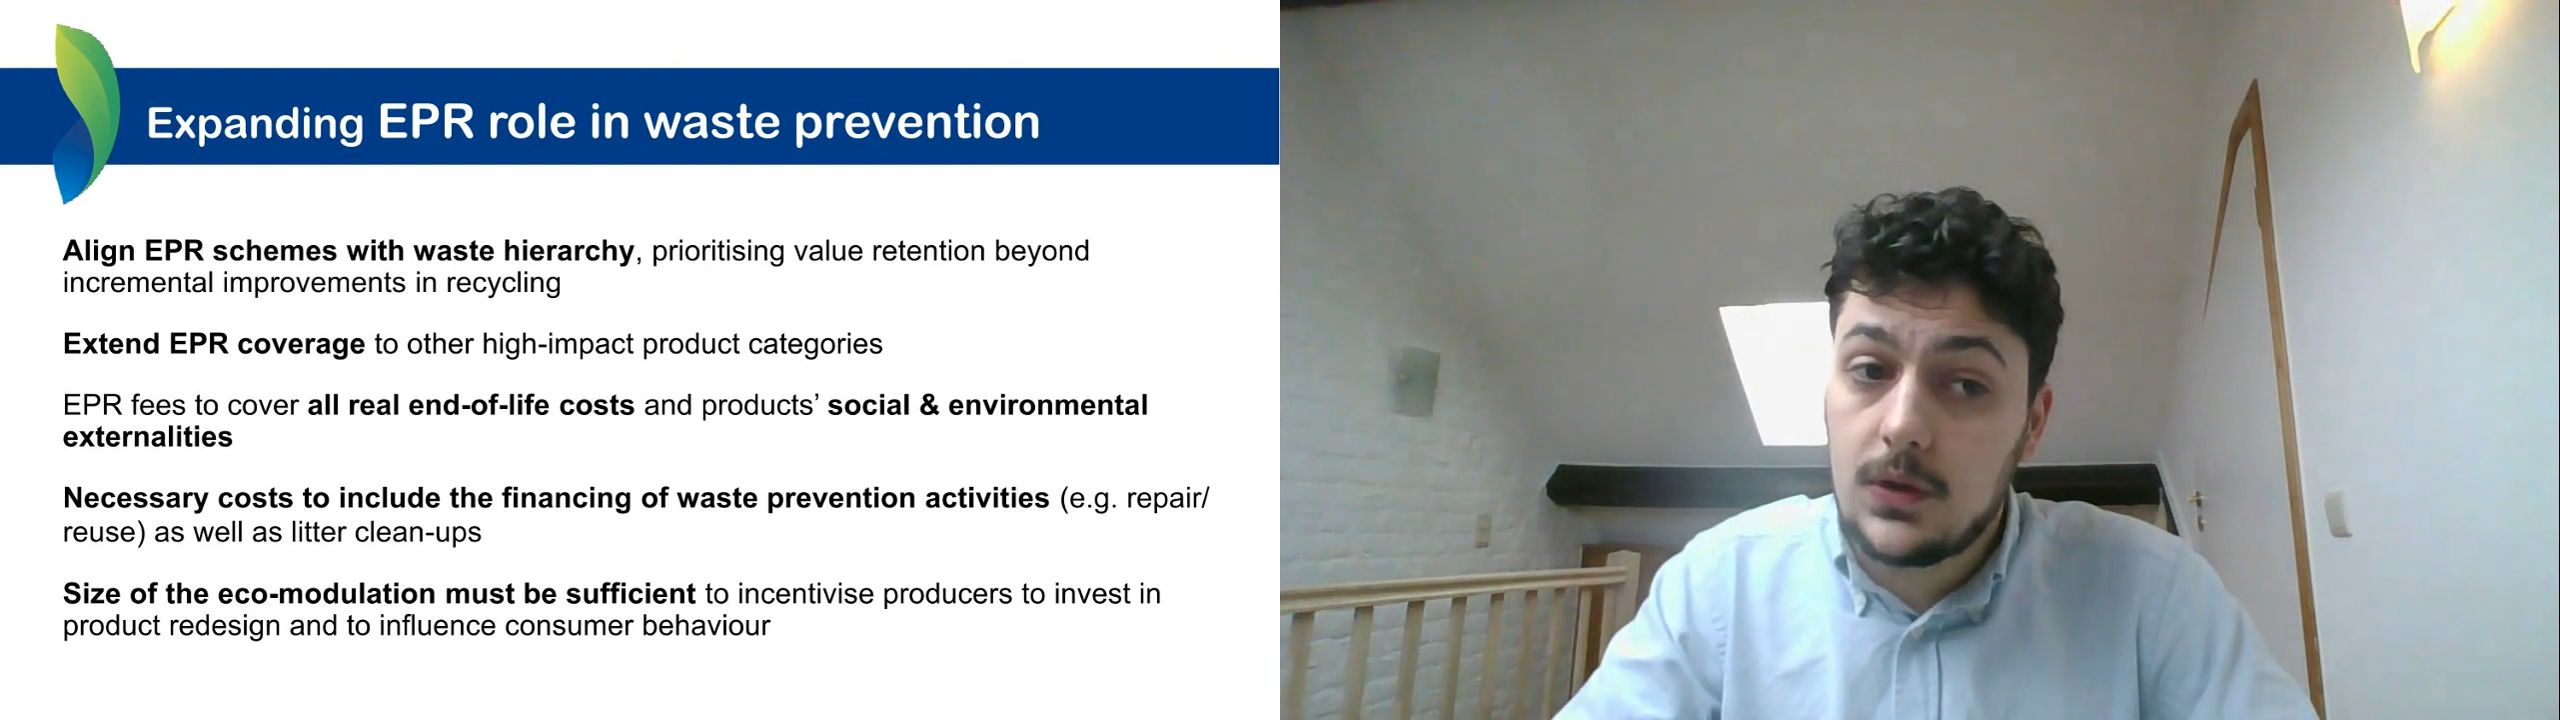 Expanding EPR role in waste prevention
Align EPR schemes with waste hierarchy, prioritising value retention beyond
incremental improvements in recycling
Extend EPR coverage to other high-impact product categories
EPR fees to cover all real end-of-life costs and products’ social & environmental
externalities
Necessary costs to include the financing of waste prevention activities (e.g. repair/
reuse) as well as litter clean-ups
Size of the eco-modulation must be sufficient to incentivise producers to invest in
product redesign and to influence consumer behaviour